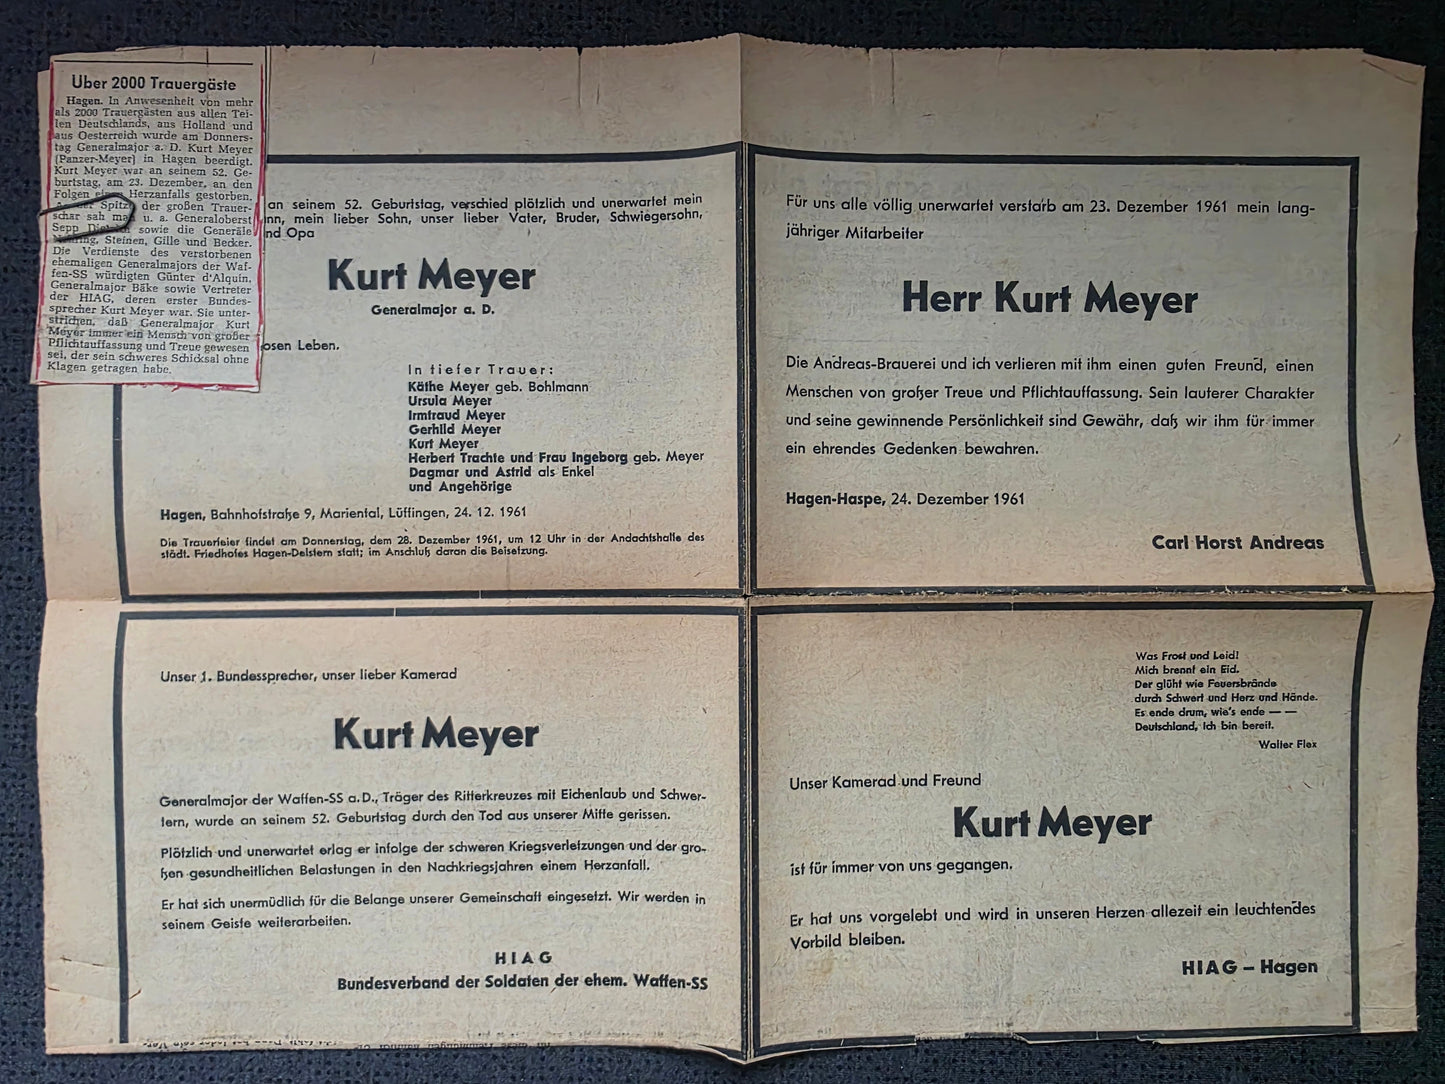 Über 2000 Trauergäste
Hagen. In Anwesenheit von mehr
als 2000 Trauergästen aus allen Tei-
len Deutschlands, aus Holland und
aus Oesterreich wurde am Donners-
tag Generalmajor a. D. Kurt Meyer
(Panzer-Meyer) in Hagen beerdigt.
Kurt Meyer war an seinem 52. Ge-
burtstag, am 23. Dezember, an den
Folgen eines Herzanfalls gestorben.
An der Spitze der großen Trauer-
schar sah man u. a. Generaloberst
Sepp Dietrich sowie die Generäle
Steinen, Gille und Becker.
Die Verdienste des verstorbenen
ehemaligen Generalmajors der Waf-
fen-SS würdigten Günter d'Alquin,
Generalmajor Bäke sowie Vertreter
der HIAG, deren erster Bundes-
sprecher Kurt Meyer war. Sie unter-
strichen, daß Generalmajor Kurt
Meyer immer ein Mensch von großer
Pflichtauffassung und Treue gewesen
sei, der sein schweres Schicksal ohne
Klagen getragen habe.
an seinem 52. Geburtstag, verschied plötzlich und unerwartet mein
nn, mein lieber Sohn, unser lieber Vater, Bruder, Schwiegersohn,
nd Opa
Kurt Meyer
Generalmajor a. D.
osen Leben.
In tiefer Trauer:
Käthe Meyer geb. Bohlmann
Ursula Meyer
Irmtraud Meyer
Gerhild Meyer
Kurt Meyer
Herbert Trachte und Frau Ingeborg geb. Meyer
Dagmar und Astrid als Enkel
und Angehörige
Hagen, Bahnhofstraße 9, Mariental, Lüttingen, 24. 12. 1961
Die Trauerfeier findet am Donnerstag, dem 28. Dezember 1961, um 12 Uhr in der Andachtshalle des
städt. Friedhofes Hagen-Delstern statt; im Anschluß daran die Beisetzung.
Für uns alle völlig unerwartet verstarb am 23. Dezember 1961 mein lang-
jähriger Mitarbeiter
Herr Kurt Meyer
Die Andreas-Brauerei und ich verlieren mit ihm einen guten Freund, einen
Menschen von großer Treue und Pflichtauffassung. Sein lauterer Charakter
und seine gewinnende Persönlichkeit sind Gewähr, daß wir ihm für immer
ein ehrendes Gedenken bewahren.
Hagen-Haspe, 24. Dezember 1961
Carl Horst Andreas
Unser 1. Bundessprecher, unser lieber Kamerad
Kurt Meyer
Generalmajor der Waffen-SS a. D., Träger des Ritterkreuzes mit Eichenlaub und Schwer-
tern, wurde an seinem 52. Geburtstag durch den Tod aus unserer Mitte gerissen.
Plötzlich und unerwartet erlag er infolge der schweren Kriegsverletzungen und der gro-
ßen gesundheitlichen Belastungen in den Nachkriegsjahren einem Herzanfall.
Er hat sich unermüdlich für die Belange unserer Gemeinschaft eingesetzt. Wir werden in
seinem Geiste weiterarbeiten.
HIAG
Bundesverband der Soldaten der ehem. Waffen-SS
Was Frost und Leid!
Mich brennt ein Eid.
Der glüht wie Feuersbrände
durch Schwert und Herz und Hände.
Es ende drum, wie's ende — —
Deutschland, ich bin bereit.
Walter Flex
Unser Kamerad und Freund
Kurt Meyer
ist für immer von uns gegangen.
Er hat uns vorgelebt und wird in unseren Herzen allezeit ein leuchtendes
Vorbild bleiben.
HIAG – Hagen